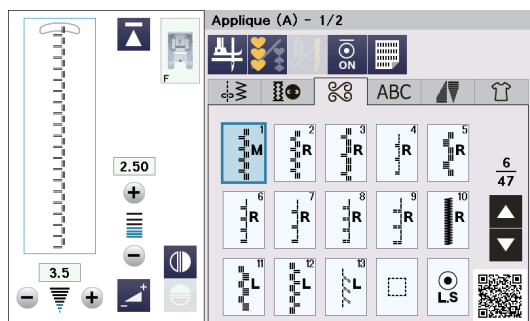 Applique (A) - 1/2
F
ON
ABC
2.50
3.5
1 M
2 R
3 R
4 R
5 R
6 R
7 R
8 R
9 R
10 R
11 L
12 L
13 L
L.S
6
47